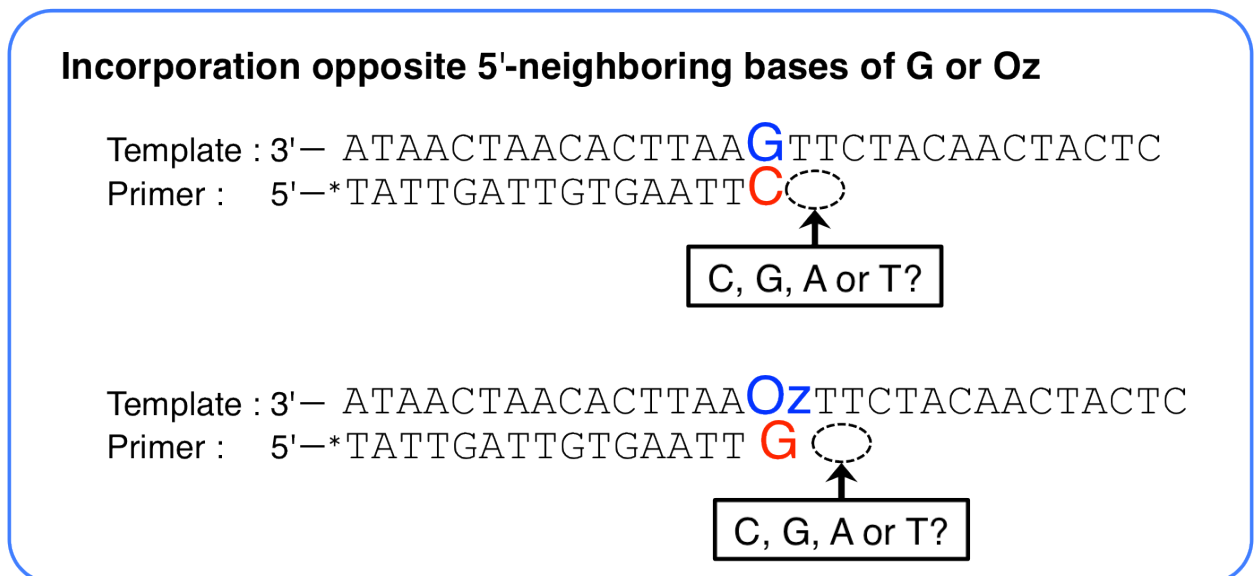 Incorporation opposite 5'-neighboring bases of G or Oz
Template : 3'— ATAACTAACACTTAAGTTCTACAACTACTC
Primer : 5'—*TATTGATTGTGAATTC
C, G, A or T?
Template : 3'— ATAACTAACACTTAAOzTTCTACAACTACTC
Primer : 5'—*TATTGATTGTGAATT G
C, G, A or T?